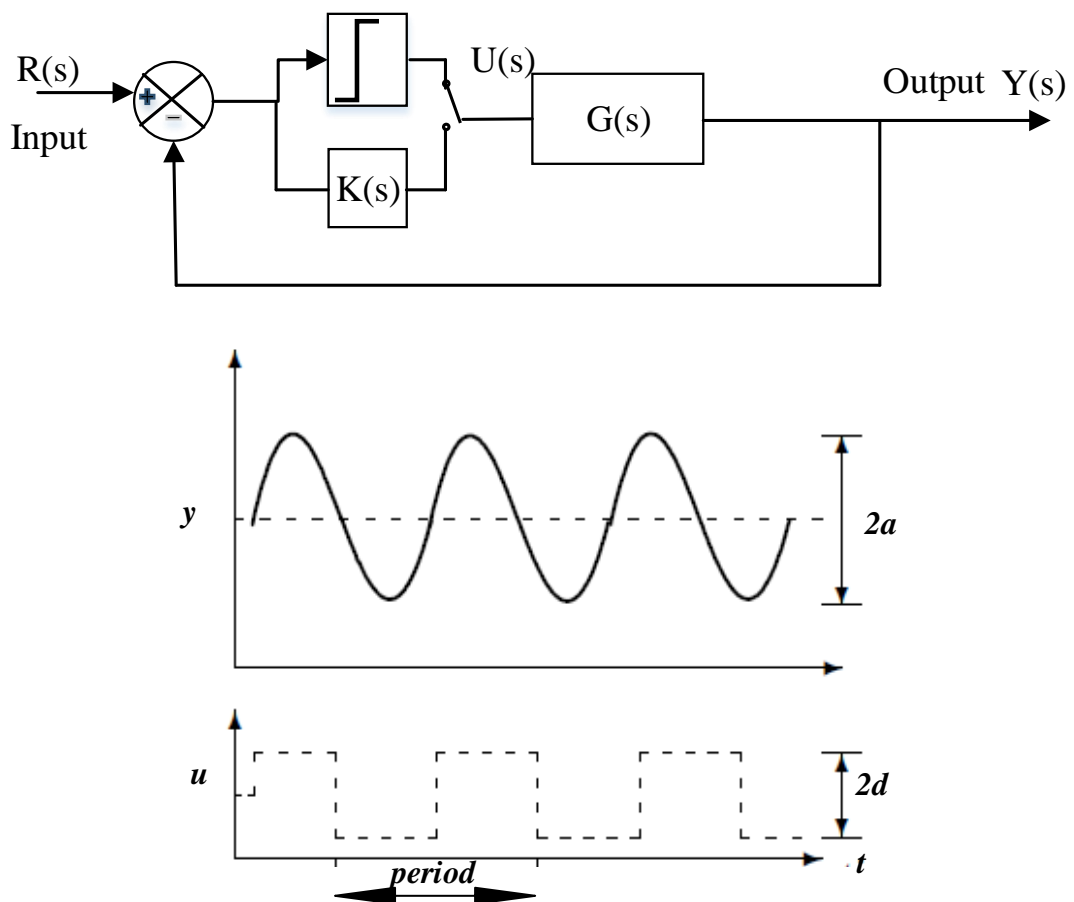 R(s)
Input
+
−
K(s)
U(s)
G(s)
Output Y(s)
y
2a
u
2d
t
period